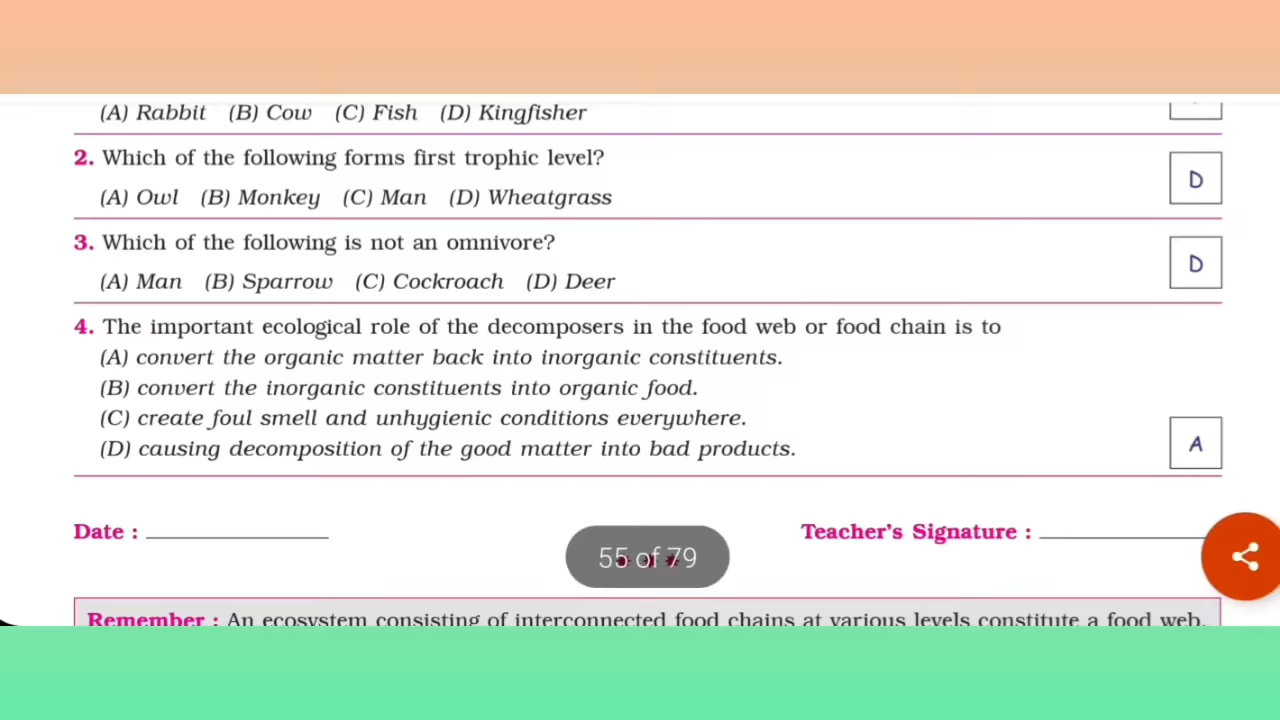 (A) Rabbit (B) Cow (C) Fish (D) Kingfisher
2. Which of the following forms first trophic level?
(A) Owl (B) Monkey (C) Man (D) Wheatgrass
D
3. Which of the following is not an omnivore?
(A) Man (B) Sparrow (C) Cockroach (D) Deer
D
4. The important ecological role of the decomposers in the food web or food chain is to
(A) convert the organic matter back into inorganic constituents.
(B) convert the inorganic constituents into organic food.
(C) create foul smell and unhygienic conditions everywhere.
(D) causing decomposition of the good matter into bad products.
A
Date : Teacher's Signature :
55 of 79
Remember : An ecosystem consisting of interconnected food chains at various levels constitute a food web.